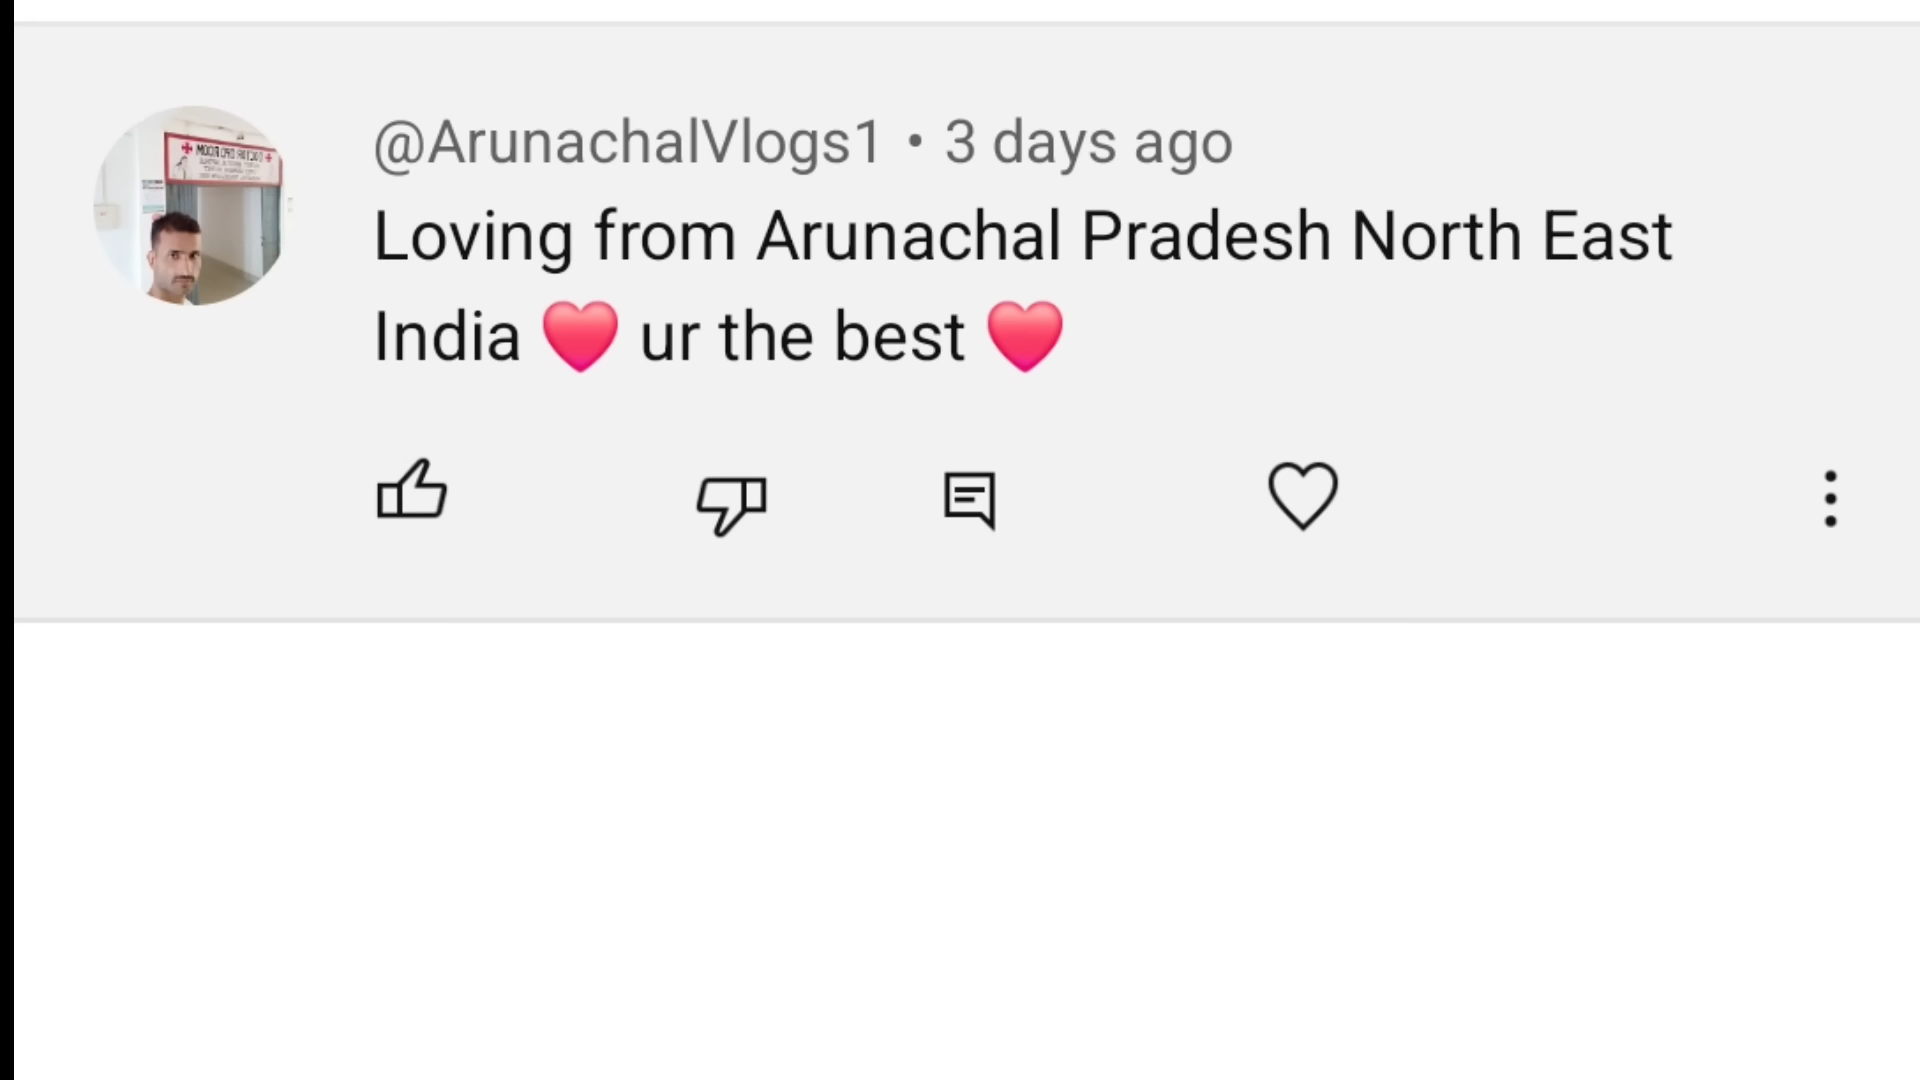 @ArunachalVlogs1 • 3 days ago
Loving from Arunachal Pradesh North East
India ❤️ ur the best ❤️